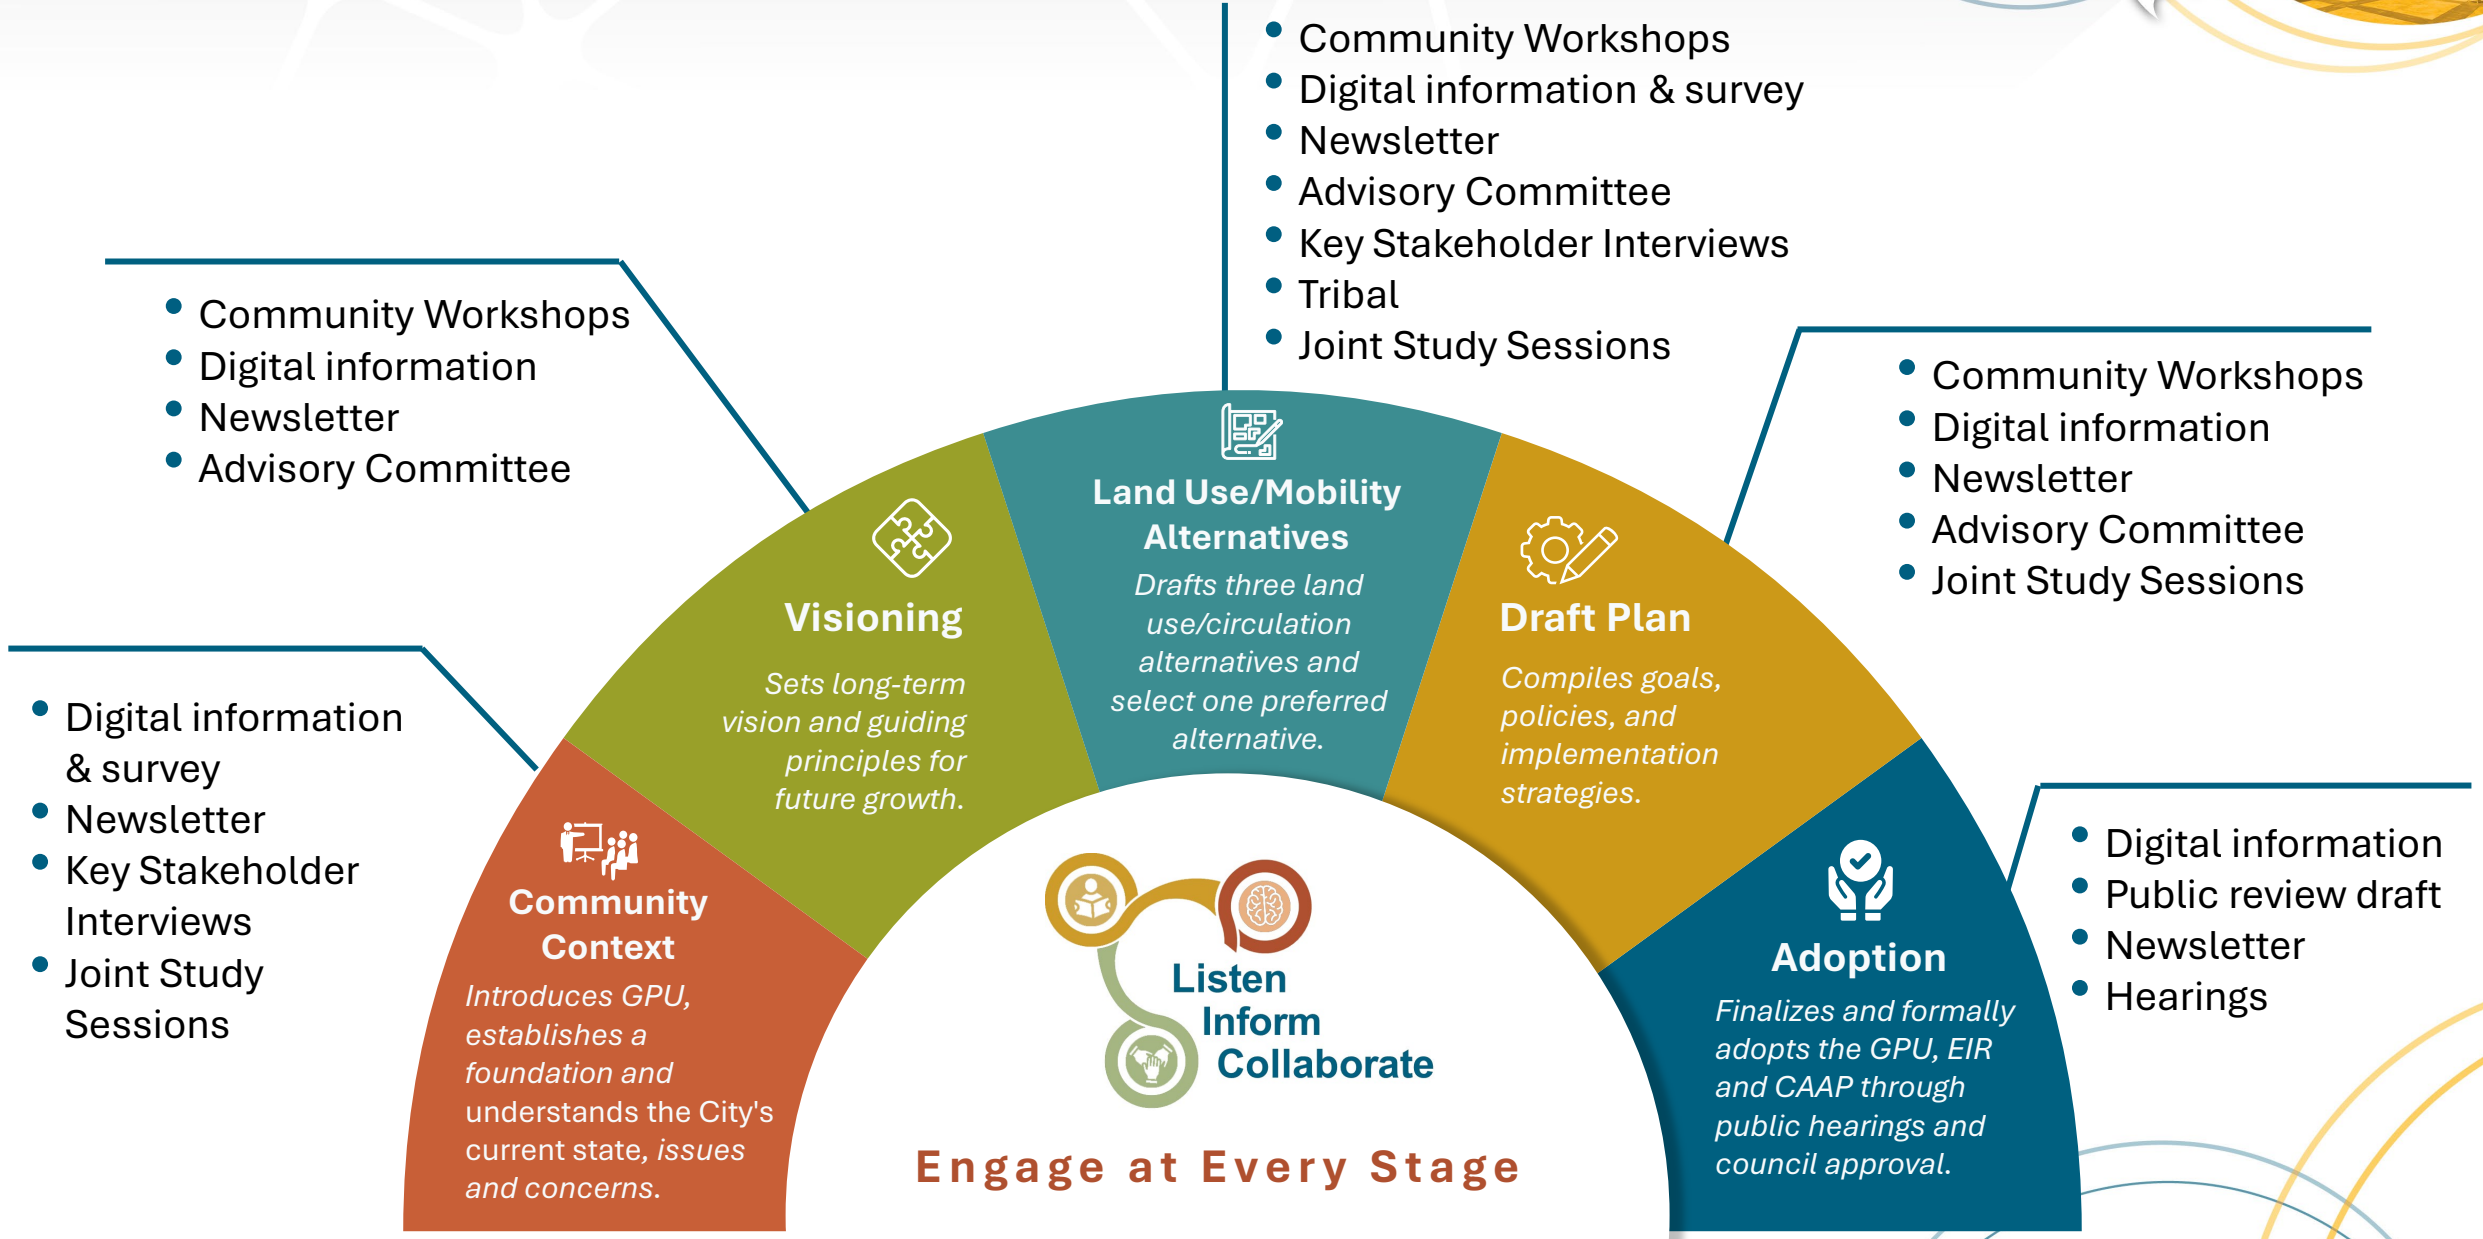 Community Workshops
Digital information & survey
Newsletter
Advisory Committee
Key Stakeholder Interviews
Tribal
Joint Study Sessions
Community Workshops
Digital information
Newsletter
Advisory Committee
Community Workshops
Digital information
Newsletter
Advisory Committee
Joint Study Sessions
Digital information
& survey
Newsletter
Key Stakeholder
Interviews
Joint Study
Sessions
Digital information
Public review draft
Newsletter
Hearings
Community
Context
Introduces GPU,
establishes a
foundation and
understands the City's
current state, issues
and concerns.
Visioning
Sets long-term
vision and guiding
principles for
future growth.
Land Use/Mobility
Alternatives
Drafts three land
use/circulation
alternatives and
select one preferred
alternative.
Draft Plan
Compiles goals,
policies, and
implementation
strategies.
Adoption
Finalizes and formally
adopts the GPU, EIR
and CAAP through
public hearings and
council approval.
Listen
Inform
Collaborate
Engage at Every Stage